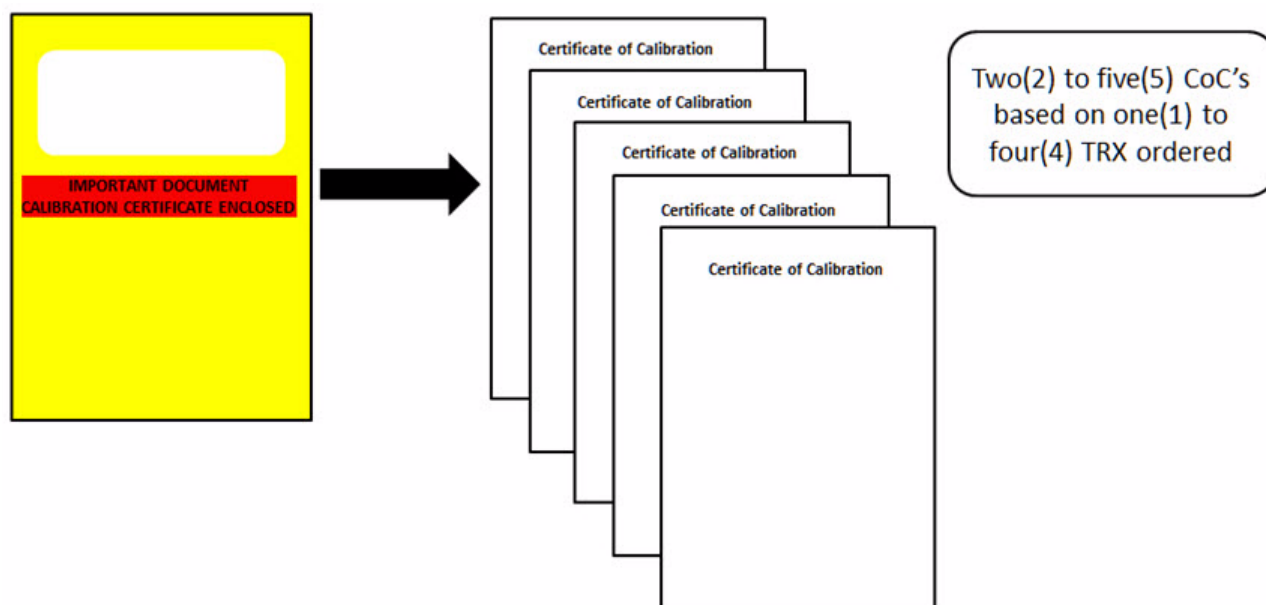 IMPORTANT DOCUMENT
CALIBRATION CERTIFICATE ENCLOSED
Certificate of Calibration
Certificate of Calibration
Certificate of Calibration
Certificate of Calibration
Certificate of Calibration
Two(2) to five(5) CoC's
based on one(1) to
four(4) TRX ordered